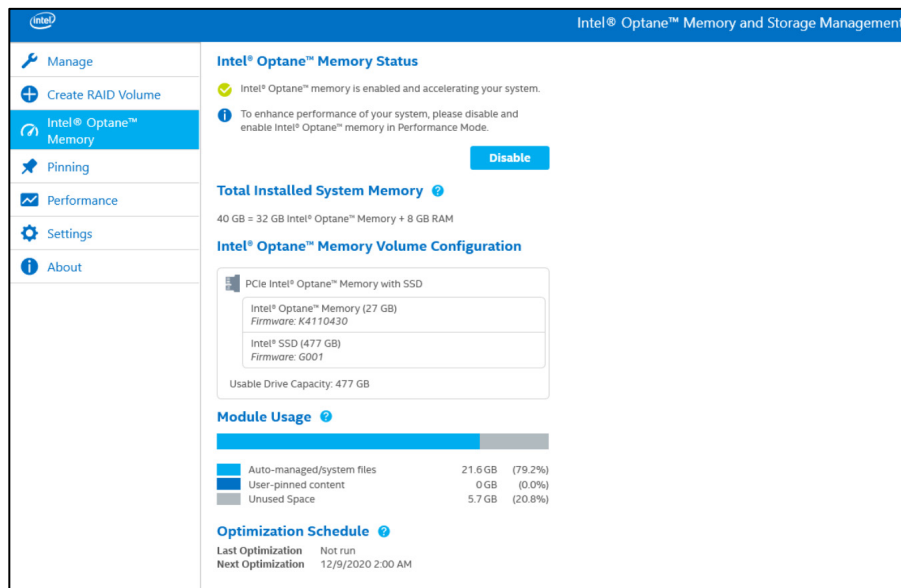 intel
Intel® Optane™ Memory and Storage Management
Manage
Create RAID Volume
Intel® Optane™
Memory
Pinning
Performance
Settings
About
Intel® Optane™ Memory Status
Intel® Optane™ memory is enabled and accelerating your system.
To enhance performance of your system, please disable and
enable Intel® Optane™ memory in Performance Mode.
Disable
Total Installed System Memory ?
40 GB = 32 GB Intel® Optane™ Memory + 8 GB RAM
Intel® Optane™ Memory Volume Configuration
PCIe Intel® Optane™ Memory with SSD
Intel® Optane™ Memory (27 GB)
Firmware: K4110430
Intel® SSD (477 GB)
Firmware: G001
Usable Drive Capacity: 477 GB
Module Usage ?
Auto-managed/system files 21.6 GB (79.2%)
User-pinned content 0 GB (0.0%)
Unused Space 5.7 GB (20.8%)
Optimization Schedule ?
Last Optimization Not run
Next Optimization 12/9/2020 2:00 AM